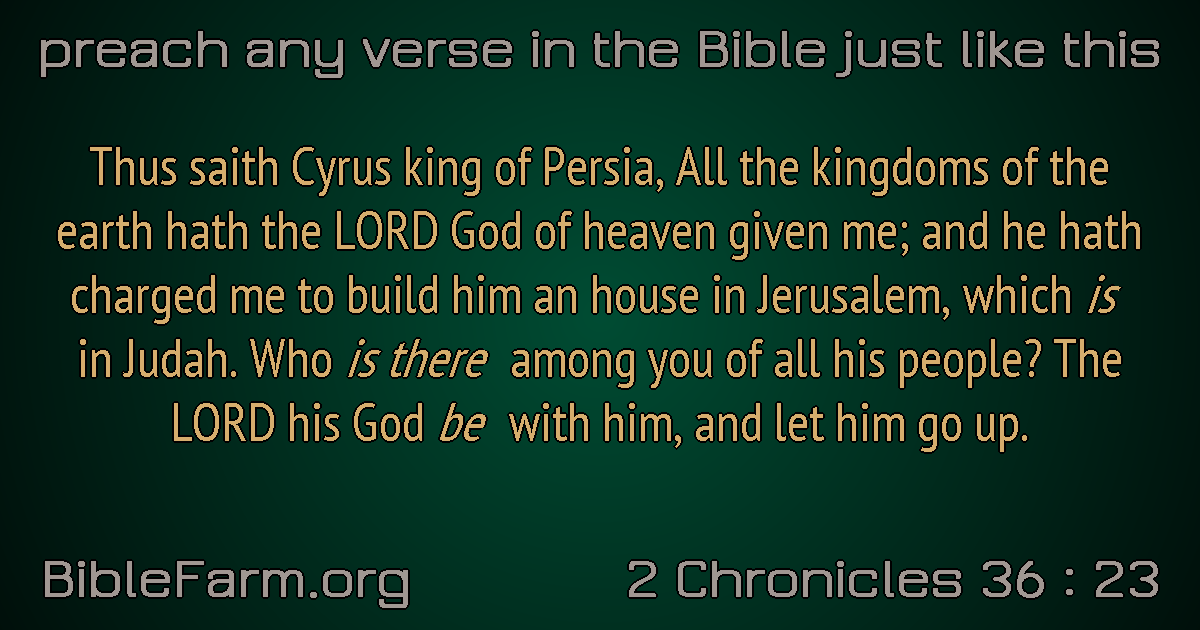 preach any verse in the Bible just like this
Thus saith Cyrus king of Persia, All the kingdoms of the
earth hath the LORD God of heaven given me; and he hath
charged me to build him an house in Jerusalem, which is
in Judah. Who is there among you of all his people? The
LORD his God be with him, and let him go up.
BibleFarm.org
2 Chronicles 36 : 23